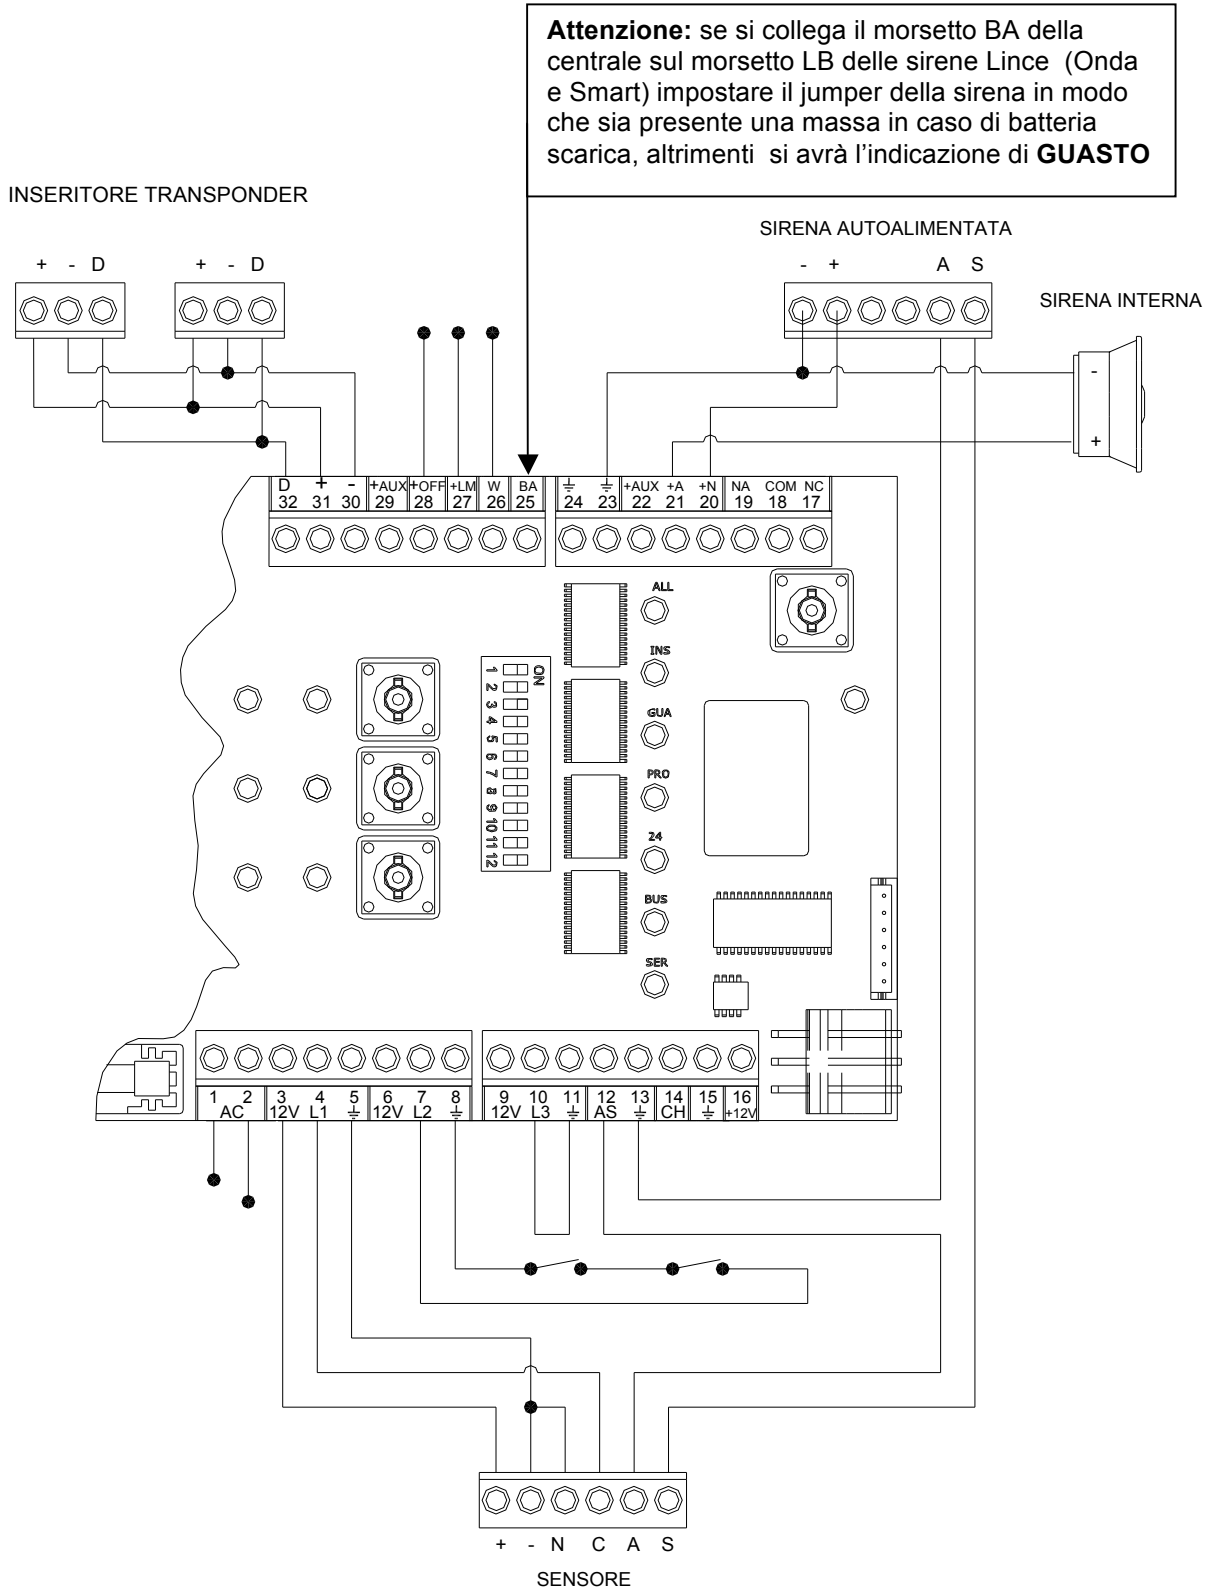 Attenzione: se si collega il morsetto BA della
centrale sul morsetto LB delle sirene Lince (Onda
e Smart) impostare il jumper della sirena in modo
che sia presente una massa in caso di batteria
scarica, altrimenti si avrà l'indicazione di GUASTO
INSERITORE TRANSPONDER
SIRENA AUTOALIMENTATA
+ - D
+ - D
- + A S
SIRENA INTERNA
-
+
D + - +AUX +OFF +LM W BA
32 31 30 29 28 27 26 25
+AUX +A +N NA COM NC
24 23 22 21 20 19 18 17
ALL
INS
GUA
PRO
24
BUS
SER
ON
1
2
3
4
5
6
7
8
9
10
11
12
1 2 3 4 5 6 7 8
AC 12V L1 12V L2
9 10 11 12 13 14 15 16
12V L3 AS CH +12V
+ - N C A S
SENSORE